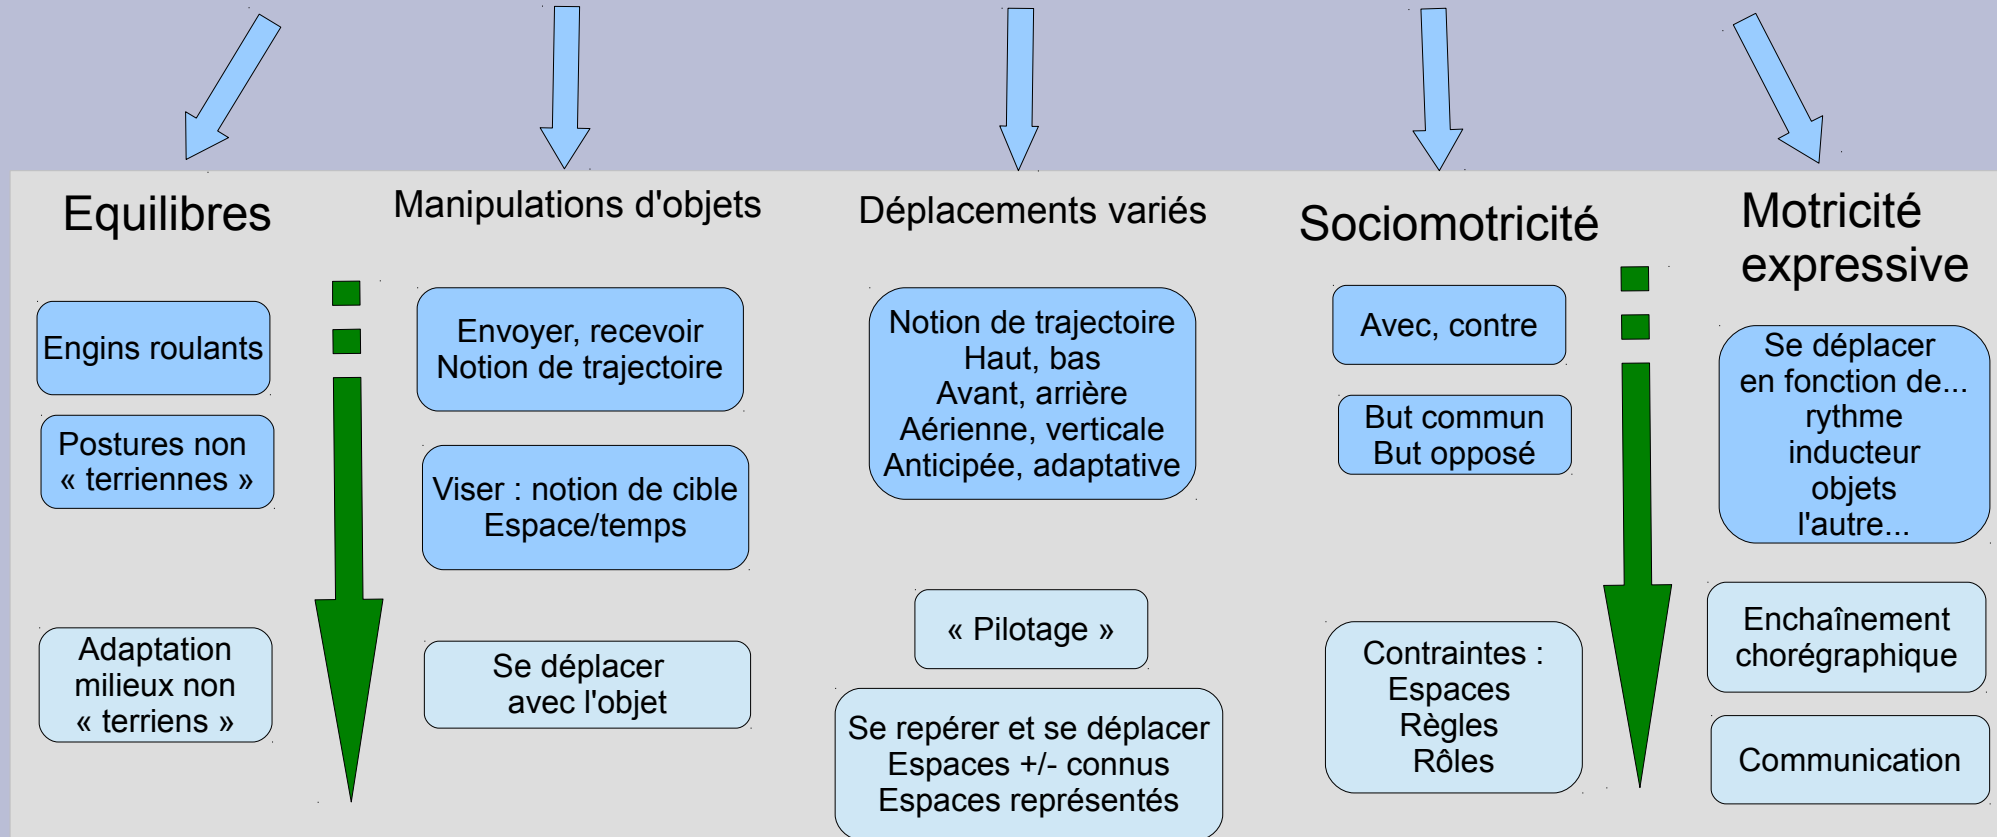 Equilibres
Engins roulants
Postures non
« terriennes »
Adaptation
milieux non
« terriens »
Manipulations d'objets
Envoyer, recevoir
Notion de trajectoire
Viser : notion de cible
Espace/temps
Se déplacer
avec l'objet
Déplacements variés
Notion de trajectoire
Haut, bas
Avant, arrière
Aérienne, verticale
Anticipée, adaptative
« Pilotage »
Se repérer et se déplacer
Espaces +/- connus
Espaces représentés
Sociomotricité
Avec, contre
But commun
But opposé
Contraintes :
Espaces
Règles
Rôles
Motricité
expressive
Se déplacer
en fonction de...
rythme
inducteur
objets
l'autre...
Enchaînement
chorégraphique
Communication